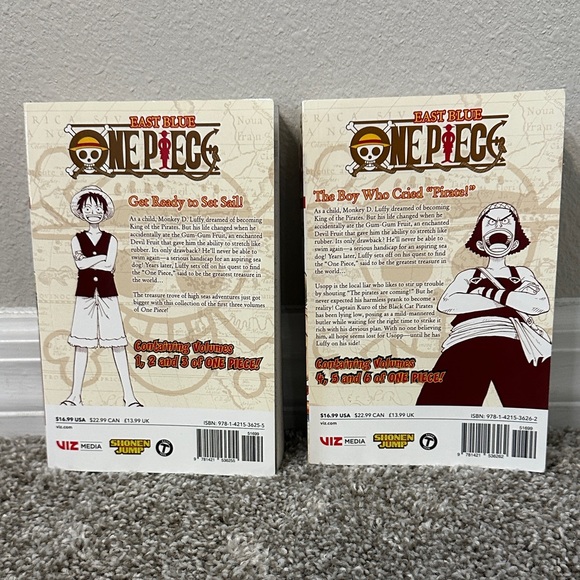 EAST BLUE
ONE PIECE
Get Ready to Set Sail!
As a child, Monkey D. Luffy dreamed of becoming
King of the Pirates. But his life changed when he
accidentally ate the Gum-Gum Fruit, an enchanted
Devil Fruit that gave him the ability to stretch like
rubber. Its only drawback? He'll never be able to
swim again—a serious handicap for an aspiring sea
dog! Years later, Luffy sets off on his quest to find
the "One Piece," said to be the greatest treasure in
the world...
The treasure trove of high seas adventures just got
bigger with this collection of the first three volumes
of One Piece!
Containing Volumes
1, 2 and 3 of ONE PIECE!
$16.99 USA $22.99 CAN £13.99 UK
viz.com
ISBN: 978-1-4215-3625-5
51699
9 781421 536255
VIZ MEDIA
SHONEN JUMP
T
EAST BLUE
ONE PIECE
The Boy Who Cried "Pirate!"
As a child, Monkey D. Luffy dreamed of becoming
King of the Pirates. But his life changed when he
accidentally ate the Gum-Gum Fruit, an enchanted
Devil Fruit that gave him the ability to stretch like
rubber. Its only drawback? He'll never be able to
swim again—a serious handicap for an aspiring sea
dog! Years later, Luffy sets off on his quest to find
the "One Piece," said to be the greatest treasure in
the world...
Usopp is the local liar who likes to stir up trouble
by shouting "The pirates are coming!" But he
never expected his harmless prank to become a
reality! Captain Kuro of the Black Cat Pirates
has been lying low, posing as a mild-mannered
butler while waiting for the right time to strike it
rich with his devious plan. With no one believing
him, all hope seems lost for Usopp—until he has
Luffy on his side!
Containing Volumes
4, 5 and 6 of ONE PIECE!
$16.99 USA $22.99 CAN £13.99 UK
viz.com
ISBN: 978-1-4215-3626-2
51699
9 781421 536262
VIZ MEDIA
SHONEN JUMP
T